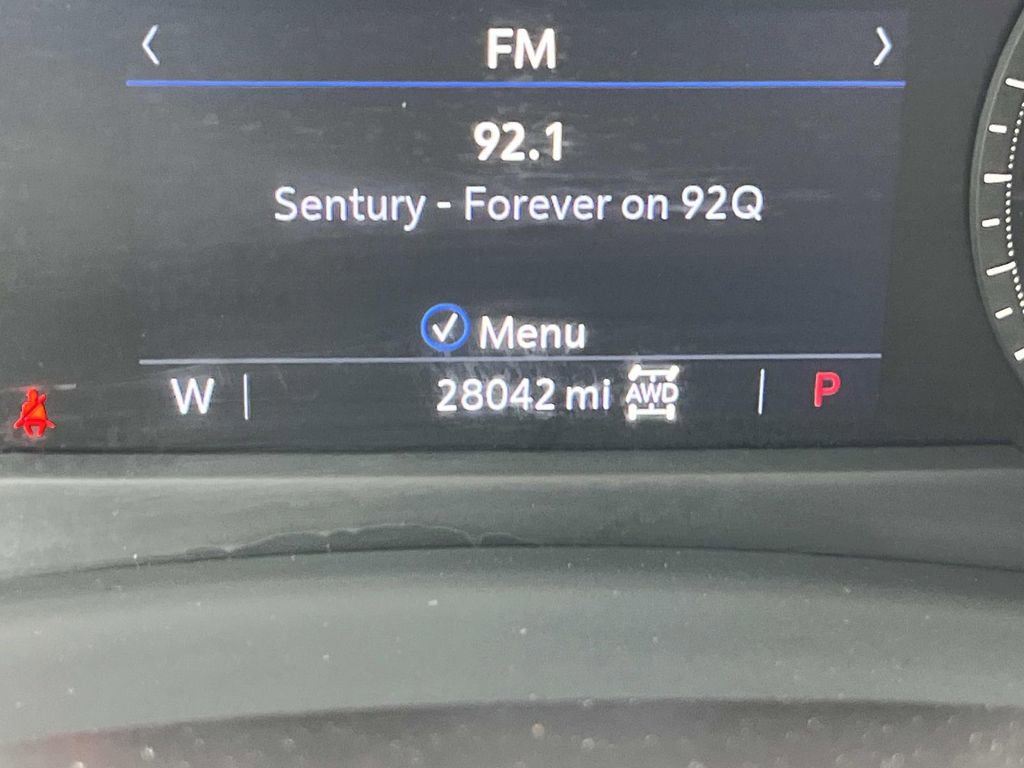 FM
92.1
Sentury - Forever on 92Q
Menu
W 28042 mi AWD P